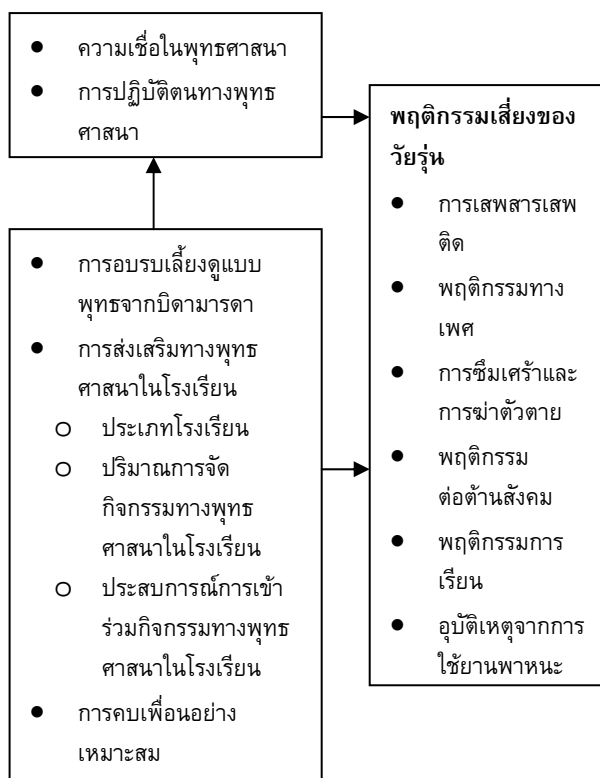 ● ความเชื่อในพุทธศาสนา
● การปฏิบัติตนทางพุทธ
ศาสนา
● การอบรบเลี้ยงดูแบบ
พุทธจากบิดามารดา
● การส่งเสริมทางพุทธ
ศาสนาในโรงเรียน
o ประเภทโรงเรียน
o ปริมาณการจัด
กิจกรรมทางพุทธ
ศาสนาในโรงเรียน
o ประสบการณ์การเข้า
ร่วมกิจกรรมทางพุทธ
ศาสนาในโรงเรียน
● การคบเพื่อนอย่าง
เหมาะสม
พฤติกรรมเสี่ยงของ
วัยรุ่น
● การเสพสารเสพ
ติด
● พฤติกรรมทาง
เพศ
● การซึมเศร้าและ
การฆ่าตัวตาย
● พฤติกรรม
ต่อต้านสังคม
● พฤติกรรมการ
เรียน
● อุบัติเหตุจากการ
ใช้ยานพาหนะ